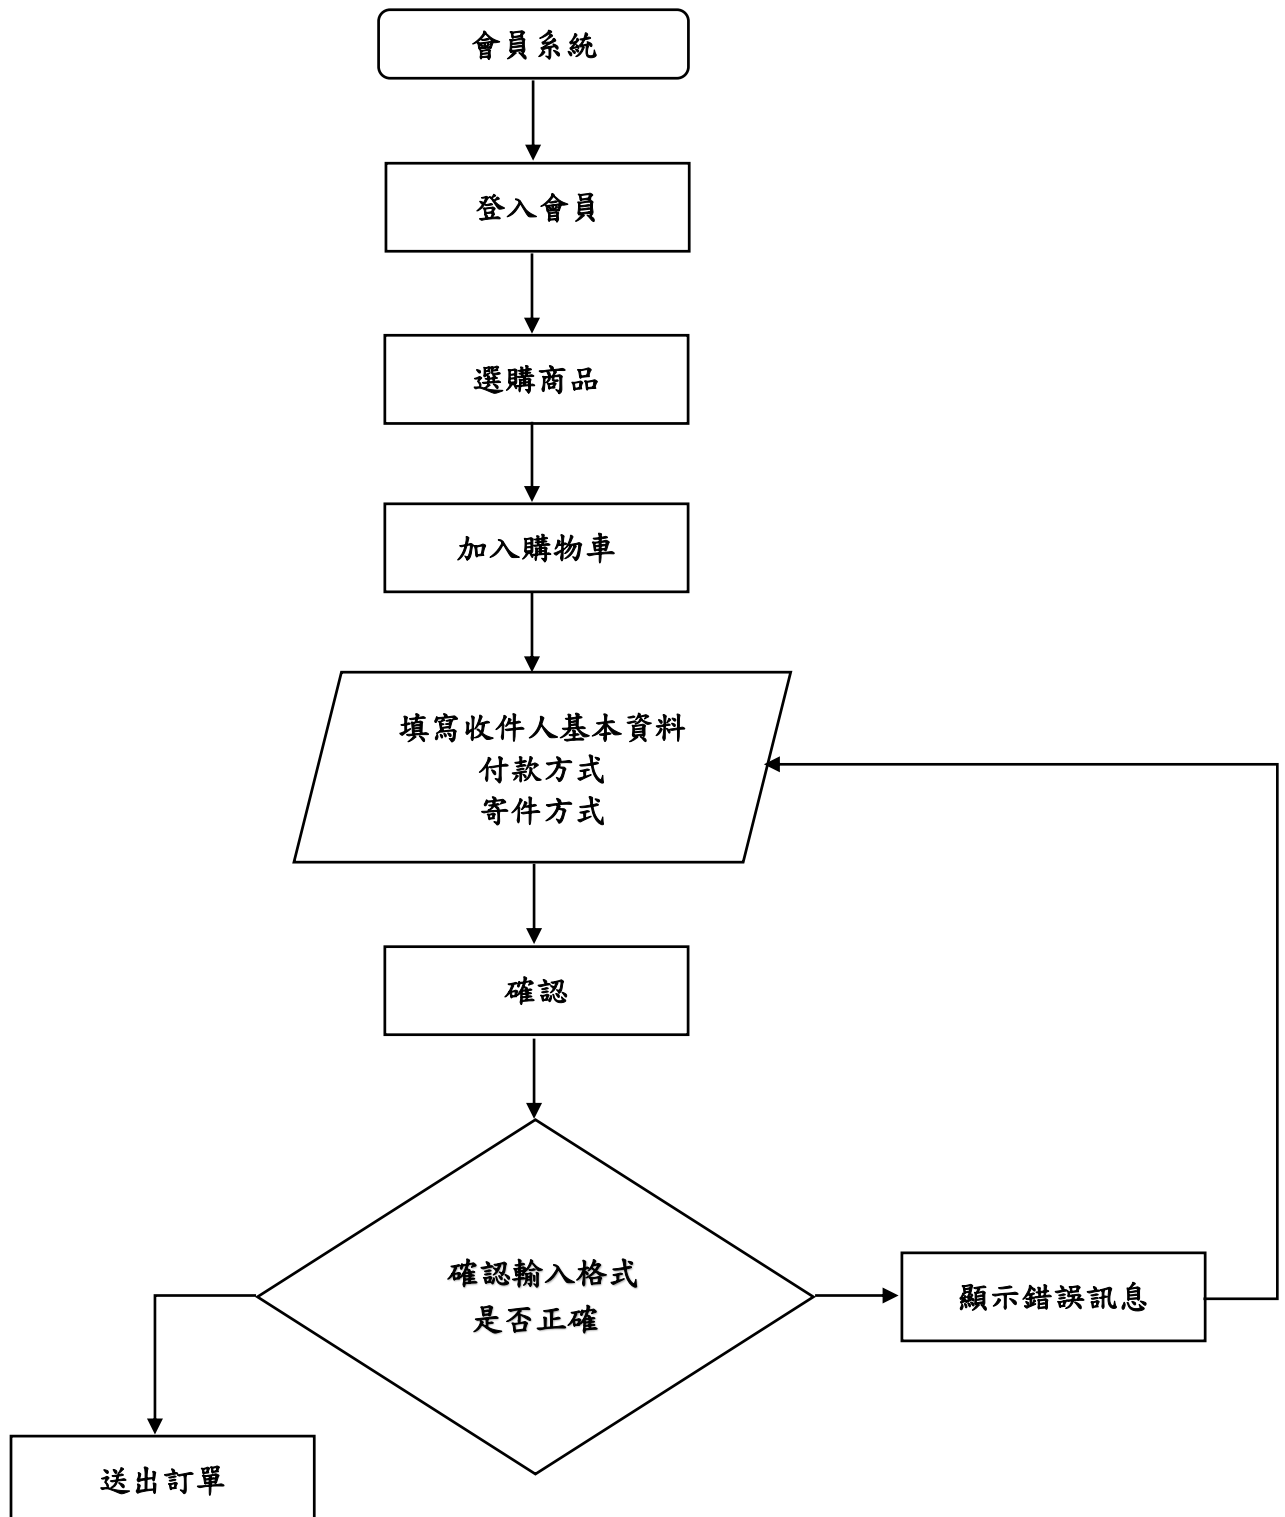 會員系統
登入會員
選購商品
加入購物車
填寫收件人基本資料
付款方式
寄件方式
確認
確認輸入格式
是否正確
顯示錯誤訊息
送出訂單